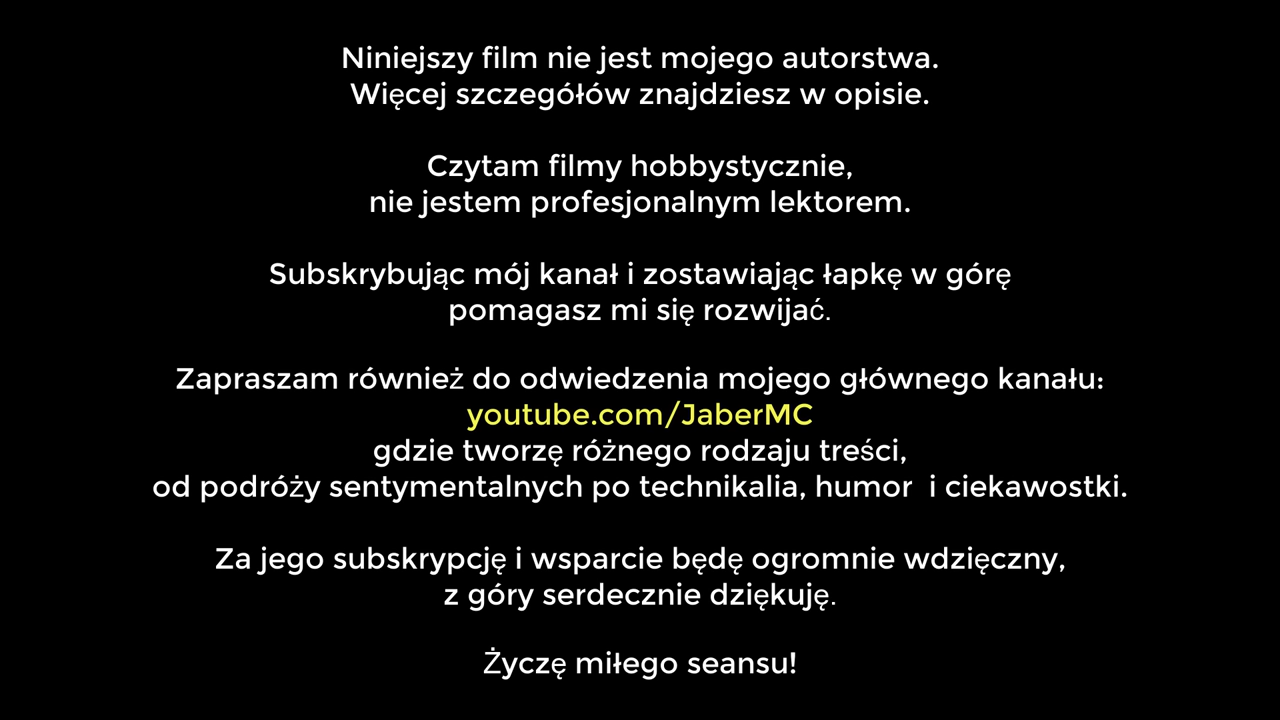 Niniejszy film nie jest mojego autorstwa.
Więcej szczegółów znajdziesz w opisie.
Czytam filmy hobbystycznie,
nie jestem profesjonalnym lektorem.
Subskrybując mój kanał i zostawiając łapkę w górę
pomagasz mi się rozwijać.
Zapraszam również do odwiedzenia mojego głównego kanału:
youtube.com/JaberMC
gdzie tworzę różnego rodzaju treści,
od podróży sentymentalnych po technikalia, humor  i ciekawostki.
Za jego subskrypcję i wsparcie będę ogromnie wdzięczny,
z góry serdecznie dziękuję.
Życzę miłego seansu!